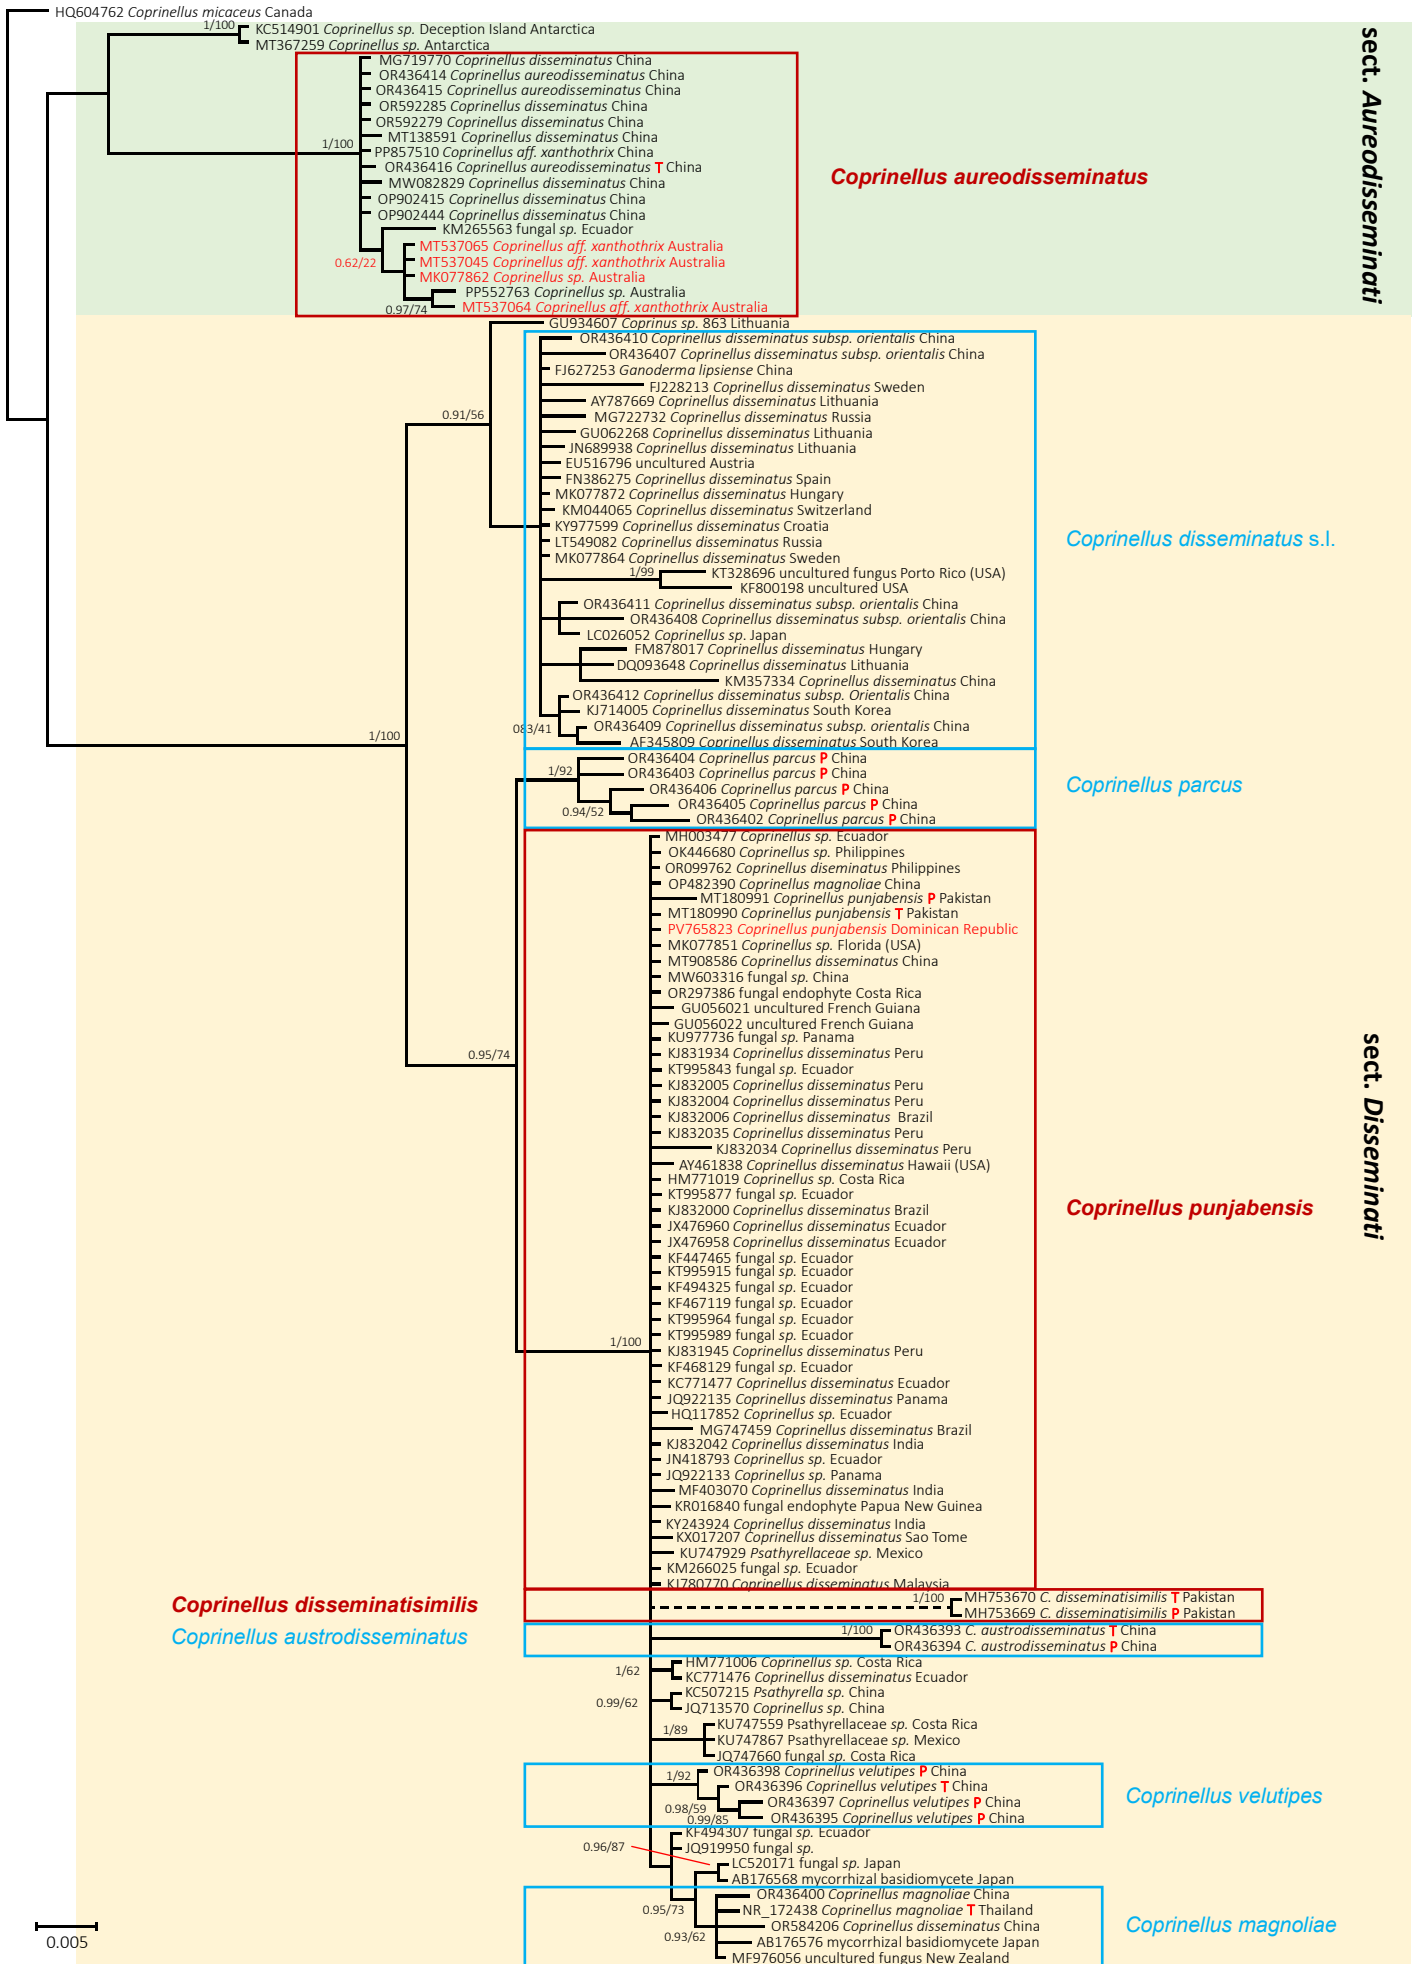 HQ604762 Coprinellus micaceus Canada
1/100
KC514901 Coprinellus sp. Deception Island Antarctica
MT367259 Coprinellus sp. Antarctica
sect. Aureodisseminati
MG719770 Coprinellus disseminatus China
OR436414 Coprinellus aureodisseminatus China
OR436415 Coprinellus aureodisseminatus China
OR592285 Coprinellus disseminatus China
OR592279 Coprinellus disseminatus China
MT138591 Coprinellus disseminatus China
1/100
PP857510 Coprinellus aff. xanthothrix China
OR436416 Coprinellus aureodisseminatus T China
Coprinellus aureodisseminatus
MW082829 Coprinellus disseminatus China
OP902415 Coprinellus disseminatus China
OP902444 Coprinellus disseminatus China
KM265563 fungal sp. Ecuador
MT537065 Coprinellus aff. xanthothrix Australia
0.62/22
MT537045 Coprinellus aff. xanthothrix Australia
MK077862 Coprinellus sp. Australia
PP552763 Coprinellus sp. Australia
0.97/74
MT537064 Coprinellus aff. xanthothrix Australia
GU934607 Coprinus sp. 863 Lithuania
OR436410 Coprinellus disseminatus subsp. orientalis China
OR436407 Coprinellus disseminatus subsp. orientalis China
FJ627253 Ganoderma lipsiense China
FJ228213 Coprinellus disseminatus Sweden
AY787669 Coprinellus disseminatus Lithuania
0.91/56
MG722732 Coprinellus disseminatus Russia
GU062268 Coprinellus disseminatus Lithuania
JN689938 Coprinellus disseminatus Lithuania
EU516796 uncultured Austria
FN386275 Coprinellus disseminatus Spain
MK077872 Coprinellus disseminatus Hungary
KM044065 Coprinellus disseminatus Switzerland
KY977599 Coprinellus disseminatus Croatia
Coprinellus disseminatus s.l.
LT549082 Coprinellus disseminatus Russia
MK077864 Coprinellus disseminatus Sweden
1/99
KT328696 uncultured fungus Porto Rico (USA)
KF800198 uncultured USA
OR436411 Coprinellus disseminatus subsp. orientalis China
OR436408 Coprinellus disseminatus subsp. orientalis China
LC026052 Coprinellus sp. Japan
FM878017 Coprinellus disseminatus Hungary
DQ093648 Coprinellus disseminatus Lithuania
KM357334 Coprinellus disseminatus China
OR436412 Coprinellus disseminatus subsp. Orientalis China
KJ714005 Coprinellus disseminatus South Korea
083/41
OR436409 Coprinellus disseminatus subsp. orientalis China
1/100
AF345809 Coprinellus disseminatus South Korea
OR436404 Coprinellus parcus P China
1/92
OR436403 Coprinellus parcus P China
Coprinellus parcus
OR436406 Coprinellus parcus P China
OR436405 Coprinellus parcus P China
0.94/52
OR436402 Coprinellus parcus P China
MH003477 Coprinellus sp. Ecuador
OK446680 Coprinellus sp. Philippines
OR099762 Coprinellus diseminatus Philippines
OP482390 Coprinellus magnoliae China
MT180991 Coprinellus punjabensis P Pakistan
MT180990 Coprinellus punjabensis T Pakistan
PV765823 Coprinellus punjabensis Dominican Republic
MK077851 Coprinellus sp. Florida (USA)
MT908586 Coprinellus disseminatus China
MW603316 fungal sp. China
OR297386 fungal endophyte Costa Rica
GU056021 uncultured French Guiana
GU056022 uncultured French Guiana
KU977736 fungal sp. Panama
0.95/74
KJ831934 Coprinellus disseminatus Peru
KT995843 fungal sp. Ecuador
KJ832005 Coprinellus disseminatus Peru
KJ832004 Coprinellus disseminatus Peru
KJ832006 Coprinellus disseminatus Brazil
KJ832035 Coprinellus disseminatus Peru
sect. Disseminati
KJ832034 Coprinellus disseminatus Peru
AY461838 Coprinellus disseminatus Hawaii (USA)
HM771019 Coprinellus sp. Costa Rica
KT995877 fungal sp. Ecuador
Coprinellus punjabensis
KJ832000 Coprinellus disseminatus Brazil
JX476960 Coprinellus disseminatus Ecuador
JX476958 Coprinellus disseminatus Ecuador
KF447465 fungal sp. Ecuador
KT995915 fungal sp. Ecuador
KF494325 fungal sp. Ecuador
KF467119 fungal sp. Ecuador
KT995964 fungal sp. Ecuador
KT995989 fungal sp. Ecuador
1/100
KJ831945 Coprinellus disseminatus Peru
KF468129 fungal sp. Ecuador
KC771477 Coprinellus disseminatus Ecuador
JQ922135 Coprinellus disseminatus Panama
HQ117852 Coprinellus sp. Ecuador
MG747459 Coprinellus disseminatus Brazil
KJ832042 Coprinellus disseminatus India
JN418793 Coprinellus sp. Ecuador
JQ922133 Coprinellus sp. Panama
MF403070 Coprinellus disseminatus India
KR016840 fungal endophyte Papua New Guinea
KY243924 Coprinellus disseminatus India
KX017207 Coprinellus disseminatus Sao Tome
KU747929 Psathyrellaceae sp. Mexico
KM266025 fungal sp. Ecuador
KJ780770 Coprinellus disseminatus Malaysia
1/100
MH753670 C. disseminatisimilis T Pakistan
Coprinellus disseminatisimilis
MH753669 C. disseminatisimilis P Pakistan
1/100
OR436393 C. austrodisseminatus T China
Coprinellus austrodisseminatus
OR436394 C. austrodisseminatus P China
HM771006 Coprinellus sp. Costa Rica
1/62
KC771476 Coprinellus disseminatus Ecuador
KC507215 Psathyrella sp. China
0.99/62
JQ713570 Coprinellus sp. China
KU747559 Psathyrellaceae sp. Costa Rica
1/89
KU747867 Psathyrellaceae sp. Mexico
JQ747660 fungal sp. Costa Rica
OR436398 Coprinellus velutipes P China
1/92
OR436396 Coprinellus velutipes T China
Coprinellus velutipes
OR436397 Coprinellus velutipes P China
0.98/59
0.99/85
OR436395 Coprinellus velutipes P China
KF494307 fungal sp. Ecuador
0.96/87
JQ919950 fungal sp.
LC520171 fungal sp. Japan
AB176568 mycorrhizal basidiomycete Japan
OR436400 Coprinellus magnoliae China
0.95/73
NR_172438 Coprinellus magnoliae T Thailand
Coprinellus magnoliae
OR584206 Coprinellus disseminatus China
0.93/62
AB176576 mycorrhizal basidiomycete Japan
0.005
MF976056 uncultured fungus New Zealand